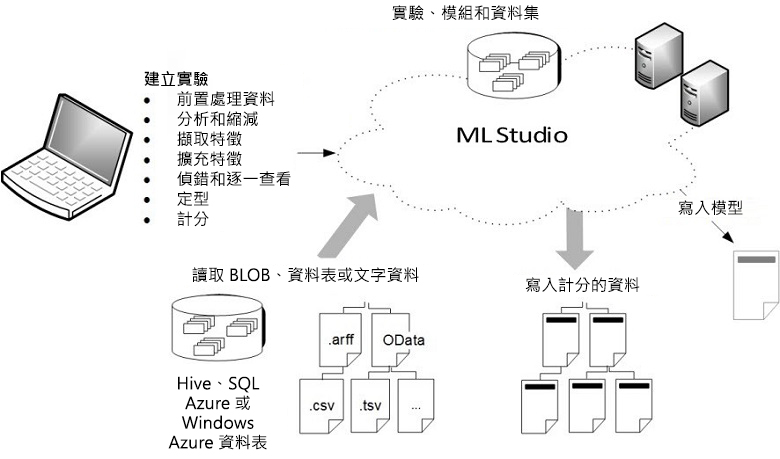 實驗、模組和資料集
ML Studio
建立實驗
• 前置處理資料
• 分析和縮減
• 擷取特徵
• 擴充特徵
• 偵錯和逐一查看
• 定型
• 計分
寫入模型
讀取 BLOB、資料表或文字資料
.arff
OData
.csv
.tsv
...
Hive、SQL
Azure 或
Windows
Azure 資料表
寫入計分的資料